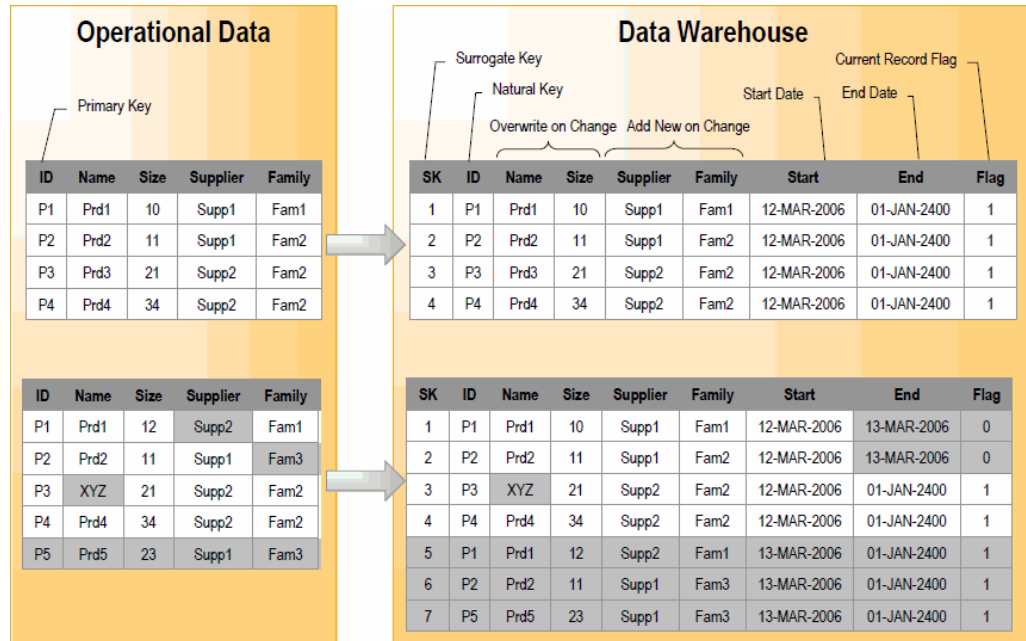 Operational Data
Primary Key
ID Name Size Supplier Family
P1 Prd1 10 Supp1 Fam1
P2 Prd2 11 Supp1 Fam2
P3 Prd3 21 Supp2 Fam2
P4 Prd4 34 Supp2 Fam2
ID Name Size Supplier Family
P1 Prd1 12 Supp2 Fam1
P2 Prd2 11 Supp1 Fam3
P3 XYZ 21 Supp2 Fam2
P4 Prd4 34 Supp2 Fam2
P5 Prd5 23 Supp1 Fam3
Data Warehouse
Surrogate Key
Current Record Flag
Natural Key
Start Date
End Date
Overwrite on Change
Add New on Change
SK ID Name Size Supplier Family Start End Flag
1 P1 Prd1 10 Supp1 Fam1 12-MAR-2006 01-JAN-2400 1
2 P2 Prd2 11 Supp1 Fam2 12-MAR-2006 01-JAN-2400 1
3 P3 Prd3 21 Supp2 Fam2 12-MAR-2006 01-JAN-2400 1
4 P4 Prd4 34 Supp2 Fam2 12-MAR-2006 01-JAN-2400 1
SK ID Name Size Supplier Family Start End Flag
1 P1 Prd1 10 Supp1 Fam1 12-MAR-2006 13-MAR-2006 0
2 P2 Prd2 11 Supp1 Fam2 12-MAR-2006 13-MAR-2006 0
3 P3 XYZ 21 Supp2 Fam2 12-MAR-2006 01-JAN-2400 1
4 P4 Prd4 34 Supp2 Fam2 12-MAR-2006 01-JAN-2400 1
5 P1 Prd1 12 Supp2 Fam1 13-MAR-2006 01-JAN-2400 1
6 P2 Prd2 11 Supp1 Fam3 13-MAR-2006 01-JAN-2400 1
7 P5 Prd5 23 Supp1 Fam3 13-MAR-2006 01-JAN-2400 1